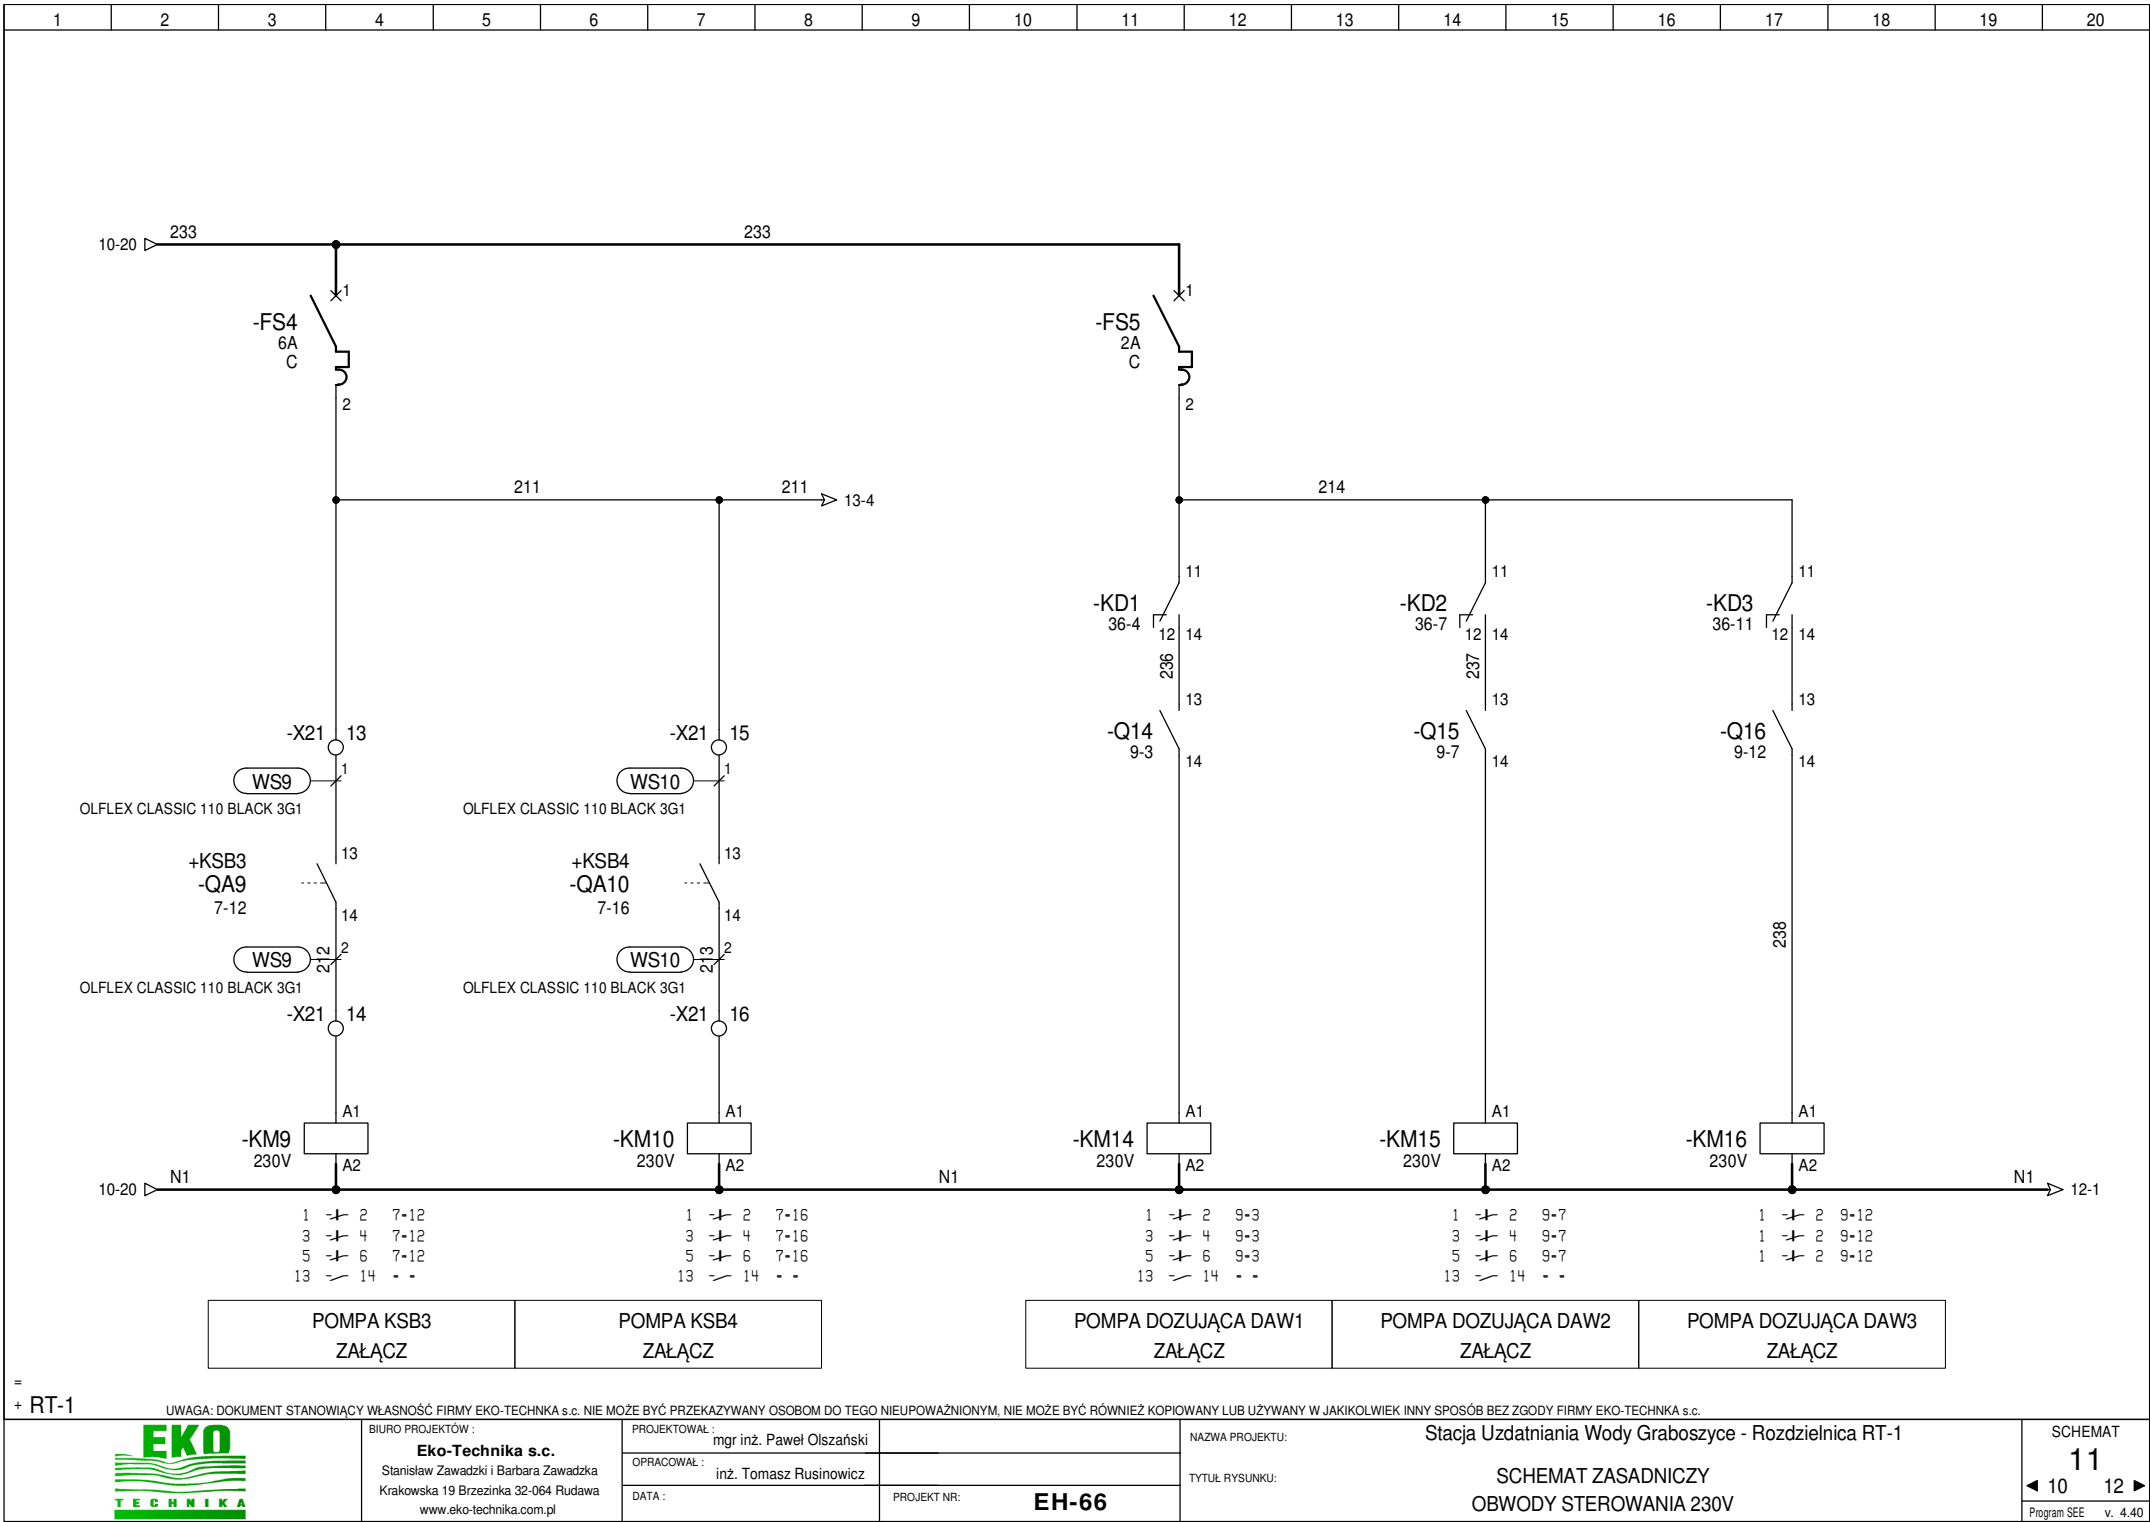 1 2 3 4 5 6 7 8 9 10 11 12 13 14 15 16 17 18 19 20
233 233
10-20
1 1
-FS4 -FS5
6A 2A
C C
2 2
211 211 214
13-4
11 11 11
-KD1 -KD2 -KD3
36-4 36-7 36-11
12 14 12 14 12 14
236 237
13 13 13
-X21 13 -X21 15 -Q14 -Q15 -Q16
9-3 9-7 9-12
14 14 14
1 1
WS9 WS10
OLFLEX CLASSIC 110 BLACK 3G1 OLFLEX CLASSIC 110 BLACK 3G1
13 13
+KSB3 +KSB4
-QA9 -QA10
7-12 7-16
14 14
238
212 2 213 2
WS9 WS10
OLFLEX CLASSIC 110 BLACK 3G1 OLFLEX CLASSIC 110 BLACK 3G1
-X21 14 -X21 16
A1 A1 A1 A1 A1
-KM9 -KM10 -KM14 -KM15 -KM16
230V 230V 230V 230V 230V
A2 A2 A2 A2 A2
N1 N1 N1
10-20 12-1
1 2 7-12 1 2 7-16 1 2 9-3 1 2 9-7 1 2 9-12
3 4 7-12 3 4 7-16 3 4 9-3 3 4 9-7 1 2 9-12
5 6 7-12 5 6 7-16 5 6 9-3 5 6 9-7 1 2 9-12
13 14 - - 13 14 - - 13 14 - - 13 14 - -
POMPA KSB3 POMPA KSB4 POMPA DOZUJĄCA DAW1 POMPA DOZUJĄCA DAW2 POMPA DOZUJĄCA DAW3
ZAŁĄCZ ZAŁĄCZ ZAŁĄCZ ZAŁĄCZ ZAŁĄCZ
=
+ RT-1
UWAGA: DOKUMENT STANOWIĄCY WŁASNOŚĆ FIRMY EKO-TECHNKA s.c. NIE MOŻE BYĆ PRZEKAZYWANY OSOBOM DO TEGO NIEUPOWAŻNIONYM, NIE MOŻE BYĆ RÓWNIEŻ KOPIOWANY LUB UŻYWANY W JAKIKOLWIEK INNY SPOSÓB BEZ ZGODY FIRMY EKO-TECHNKA s.c.
EKO
TECHNIKA
BIURO PROJEKTÓW :
Eko-Technika s.c.
Stanisław Zawadzki i Barbara Zawadzka
Krakowska 19 Brzezinka 32-064 Rudawa
www.eko-technika.com.pl
PROJEKTOWAŁ :
mgr inż. Paweł Olszański
OPRACOWAŁ :
inż. Tomasz Rusinowicz
DATA :
PROJEKT NR: EH-66
NAZWA PROJEKTU: Stacja Uzdatniania Wody Graboszyce - Rozdzielnica RT-1
TYTUŁ RYSUNKU: SCHEMAT ZASADNICZY
OBWODY STEROWANIA 230V
SCHEMAT
11
10 12
Program SEE v. 4.40